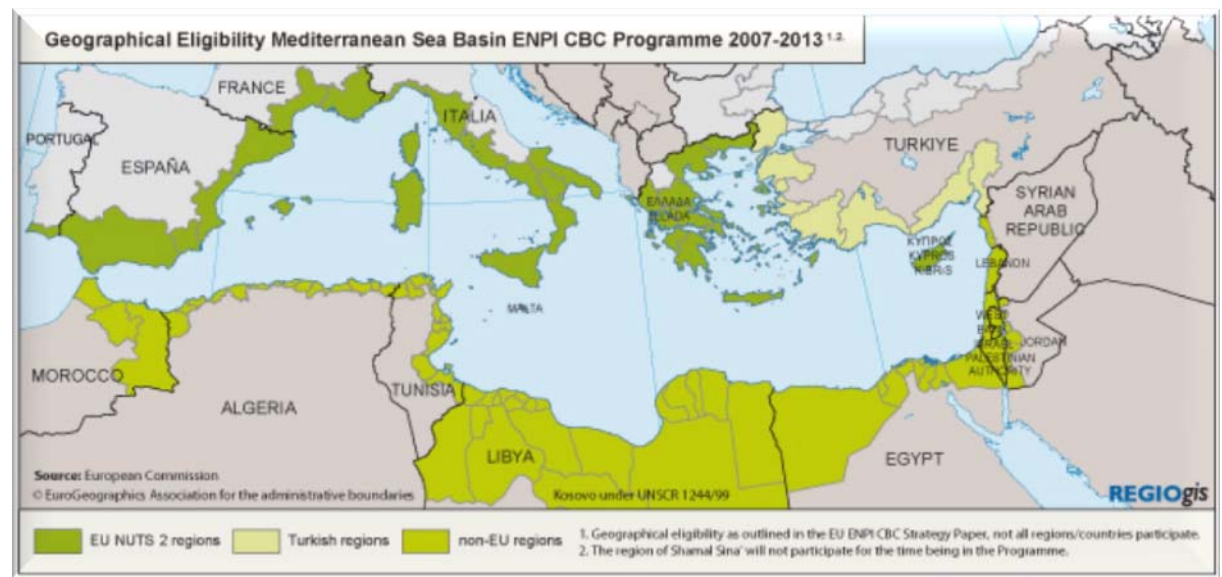 Geographical Eligibility Mediterranean Sea Basin ENPI CBC Programme 2007-2013 1.2.
FRANCE
ITALIA
PORTUGAL
ESPAÑA
TURKIYE
ΕΛΛΑΔΑ
ELLADA
SYRIAN
ARAB
REPUBLIC
ΚΥΠΡΟΣ
KYPROS
KIBRIS
LEBANON
MALTA
WEST
BANK
ISRAEL
JORDAN
PALESTINIAN
AUTHORITY
MOROCCO
TUNISIA
ALGERIA
LIBYA
EGYPT
Source: European Commission
© EuroGeographics Association for the administrative boundaries
Kosovo under UNSCR 1244/99
REGIOgis
EU NUTS 2 regions
Turkish regions
non-EU regions
1. Geographical eligibility as outlined in the EU ENPI CBC Strategy Paper, not all regions/countries participate.
2. The region of Shamal Sina' will not participate for the time being in the Programme.